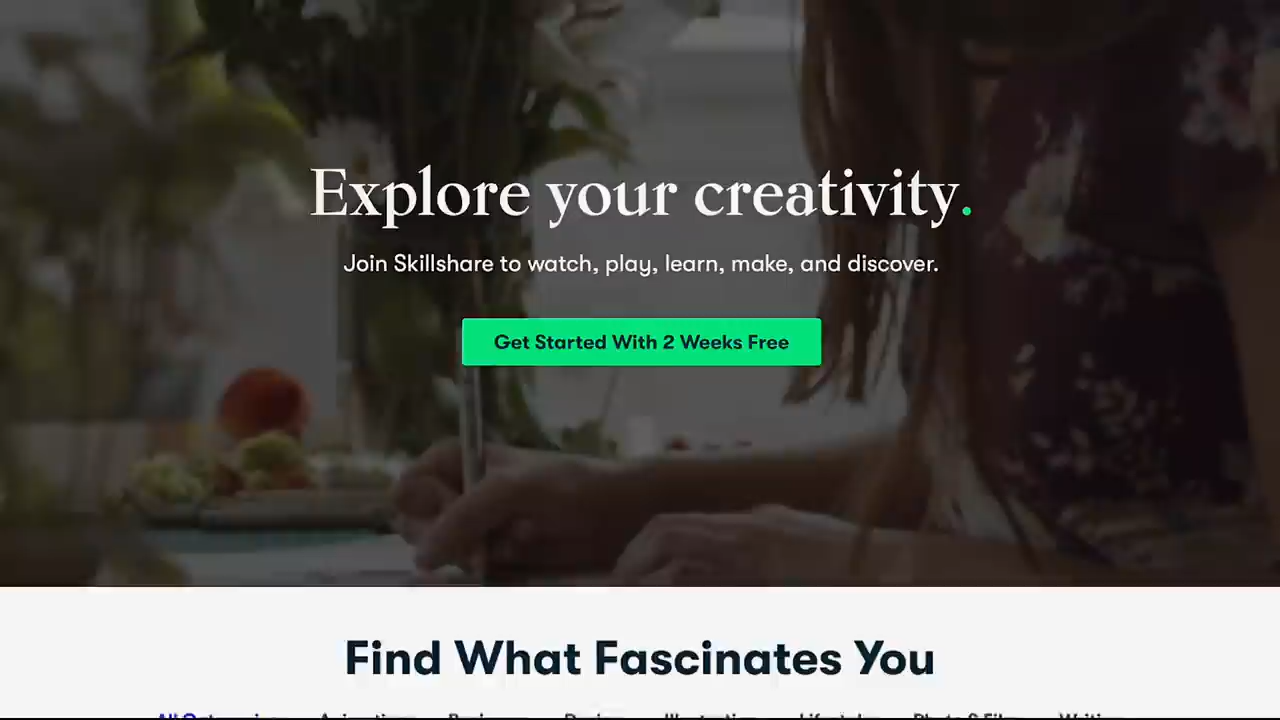 Explore your creativity.
Join Skillshare to watch, play, learn, make, and discover.
Get Started With 2 Weeks Free
Find What Fascinates You